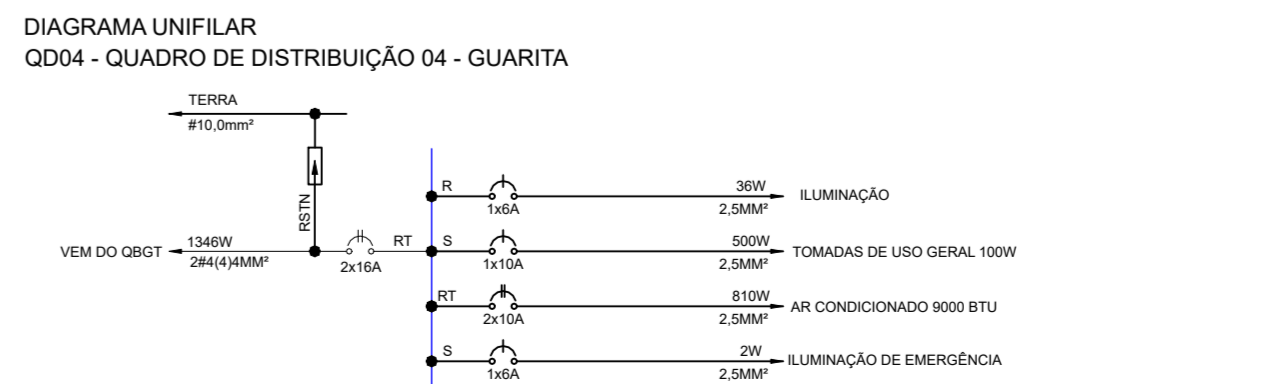 DIAGRAMA UNIFILAR
QD04 - QUADRO DE DISTRIBUIÇÃO 04 - GUARITA
TERRA
#10,0mm²
RSTN
VEM DO QBGT
1346W
2#4(4)4MM²
2x16A
RT
R
1x6A
36W
2,5MM²
ILUMINAÇÃO
S
1x10A
500W
2,5MM²
TOMADAS DE USO GERAL 100W
RT
2x10A
810W
2,5MM²
AR CONDICIONADO 9000 BTU
S
1x6A
2W
2,5MM²
ILUMINAÇÃO DE EMERGÊNCIA